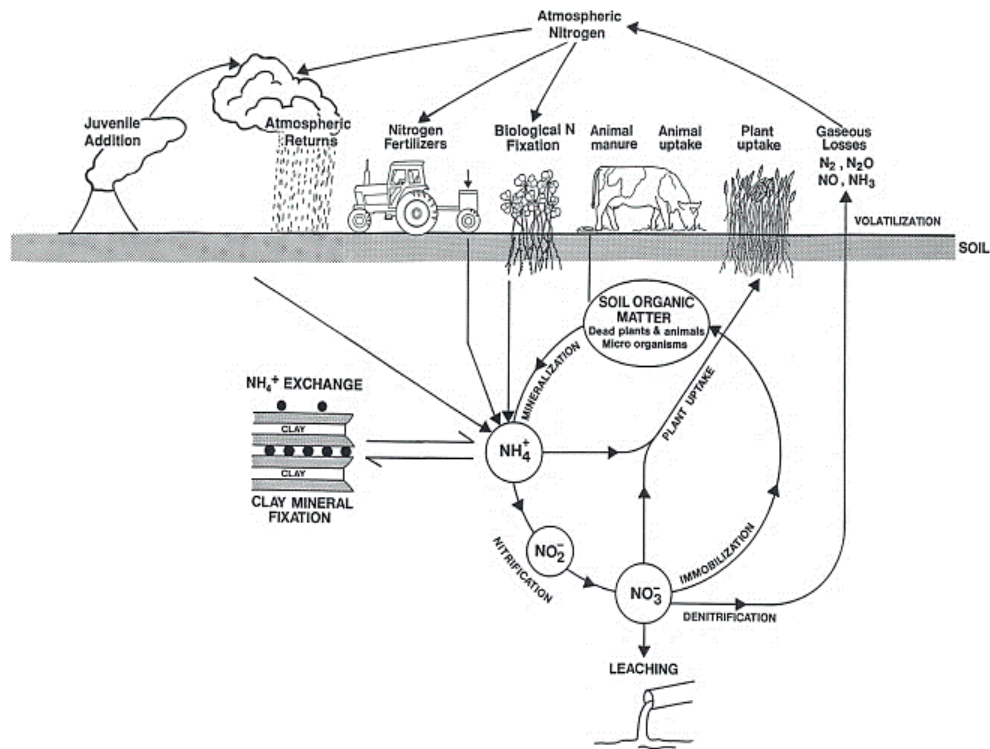 Atmospheric
Nitrogen
Juvenile
Addition
Atmospheric
Returns
Nitrogen
Fertilizers
Biological N
Fixation
Animal
manure
Animal
uptake
Plant
uptake
Gaseous
Losses
N₂ , N₂O
NO , NH₃
VOLATILIZATION
SOIL
SOIL ORGANIC
MATTER
Dead plants & animals
Micro organisms
MINERALIZATION
PLANT UPTAKE
NH₄⁺ EXCHANGE
CLAY
CLAY
CLAY MINERAL
FIXATION
NH₄⁺
NO₂⁻
NITRIFICATION
NO₃⁻
IMMOBILIZATION
DENITRIFICATION
LEACHING